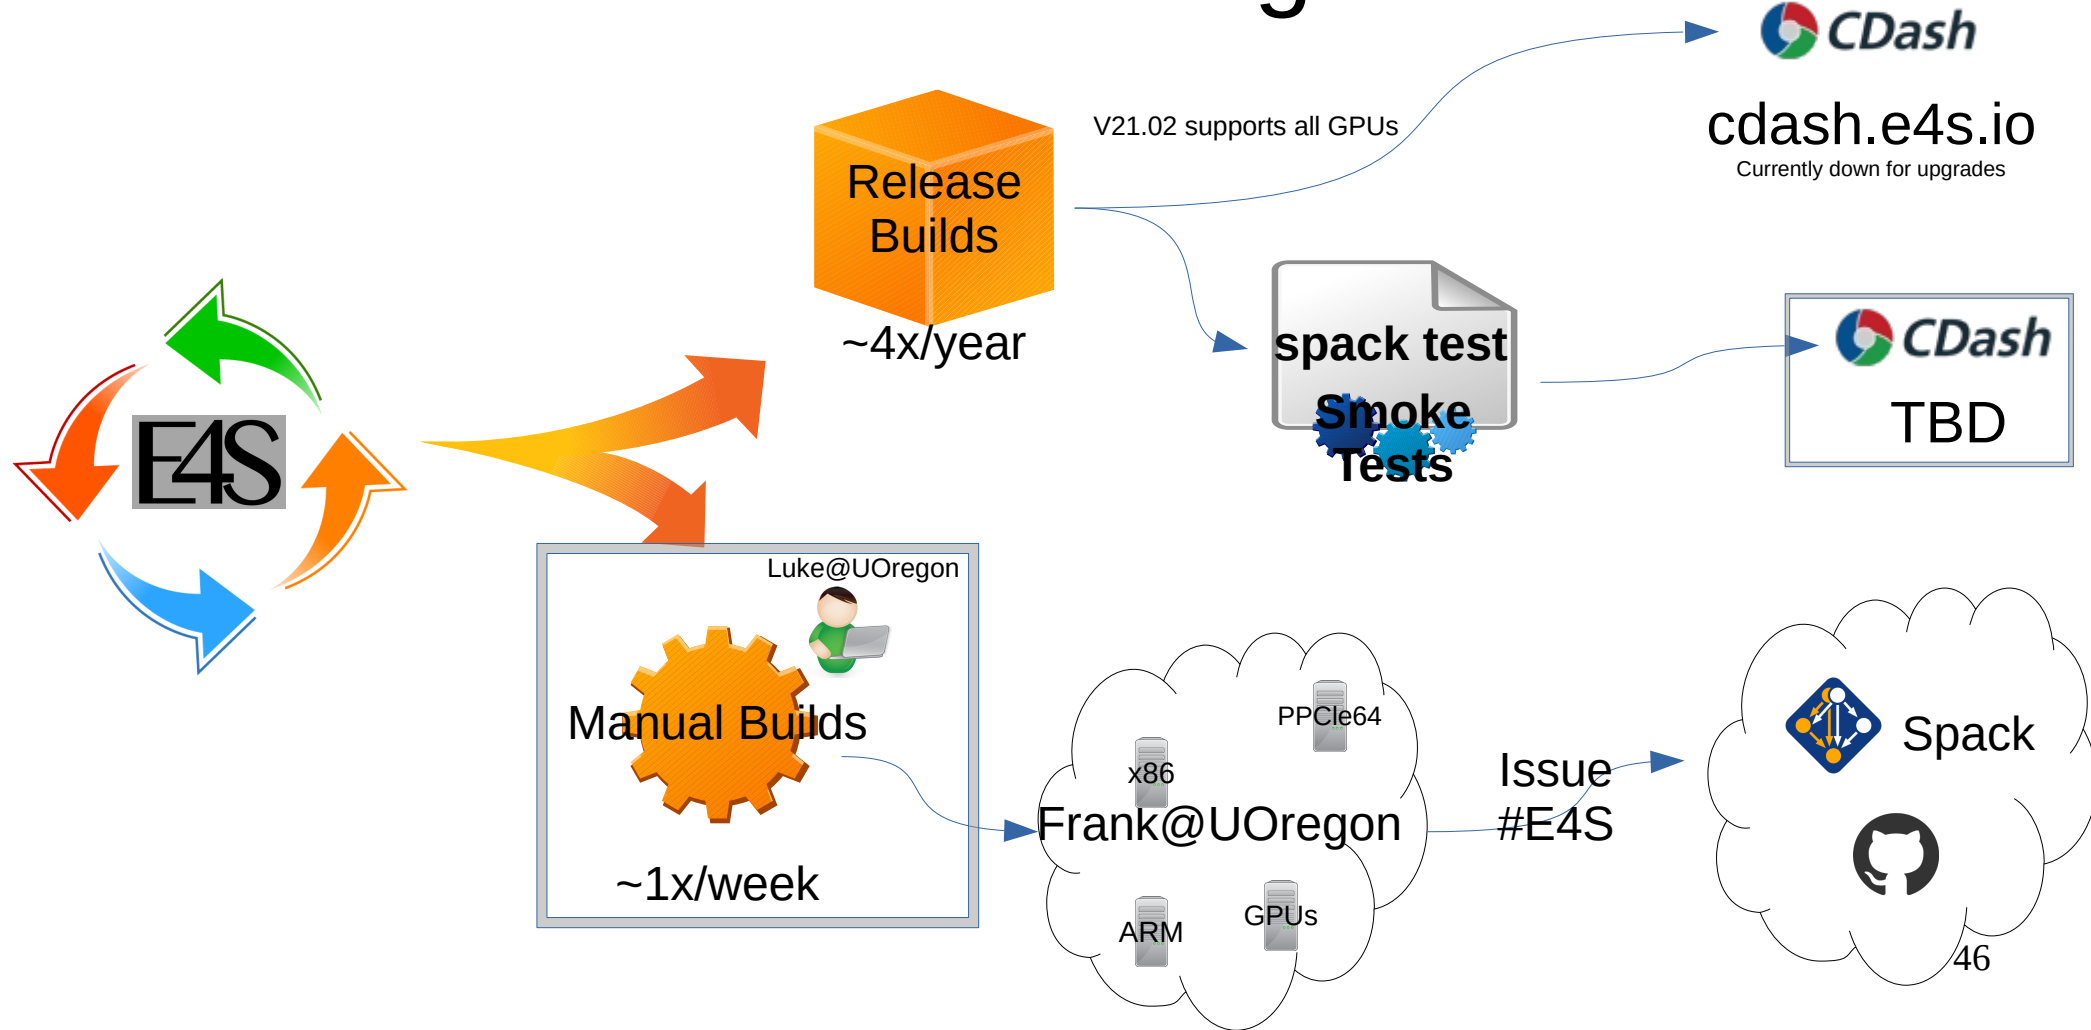 CDash
cdash.e4s.io
Currently down for upgrades
V21.02 supports all GPUs
Release
Builds
~4x/year
spack test
Smoke
Tests
CDash
TBD
E4S
Luke@UOregon
Manual Builds
~1x/week
PPCle64
x86
Frank@UOregon
ARM
GPUs
Issue
#E4S
Spack
46